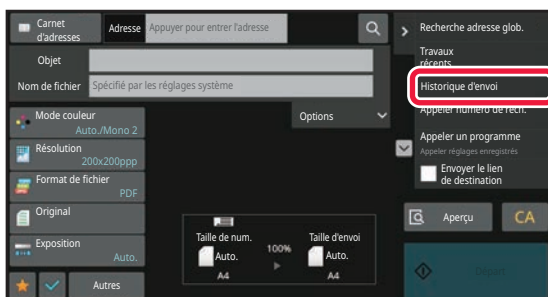 Carnet
d'adresses
Adresse
Appuyer pour entrer l'adresse
Objet
Nom de fichier
Spécifié par les réglages système
Mode couleur
Auto./Mono 2
Résolution
200x200ppp
Format de fichier
PDF
Original
Exposition
Auto.
Autres
Options
Taille de num.
Auto.
A4
100%
Taille d'envoi
Auto.
A4
Recherche adresse glob.
Travaux
récents
Historique d'envoi
Appeler numéro de rech.
Appeler un programme
Appeler réglages enregistrés
Envoyer le lien
de destination
Aperçu
CA
Départ